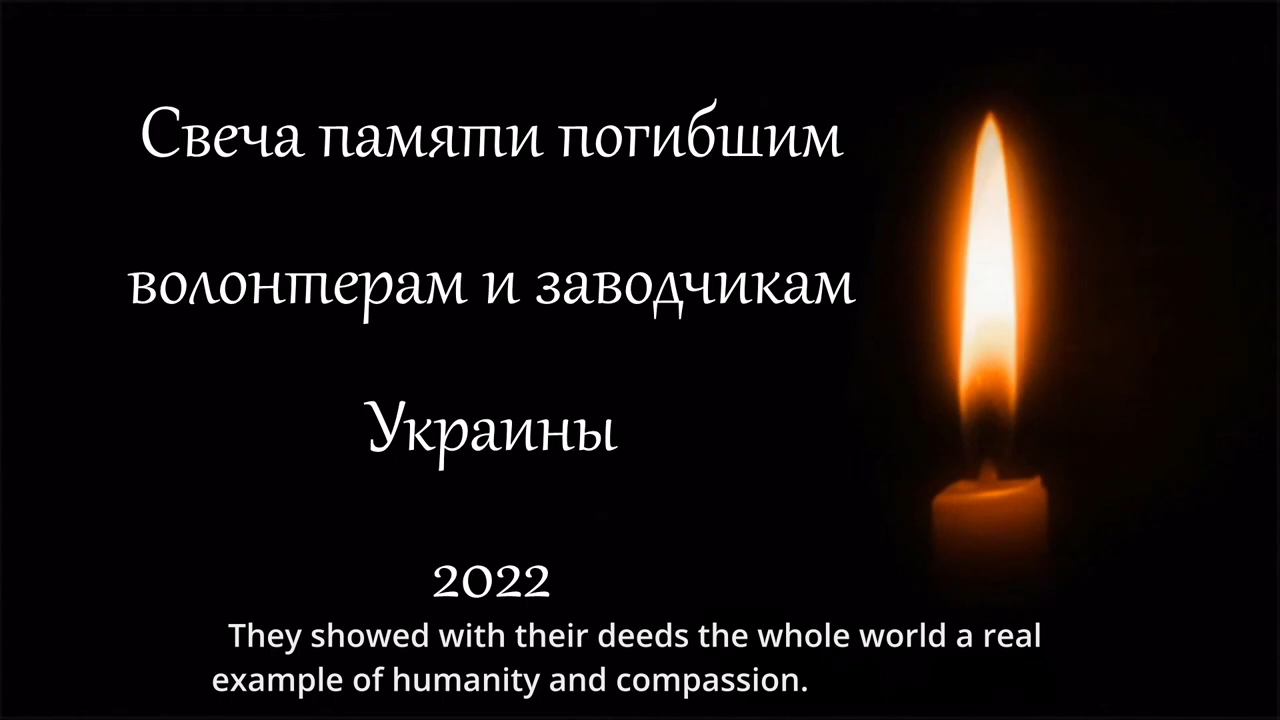 Свеча памяти погибшим
волонтерам и заводчикам
Украины
2022
They showed with their deeds the whole world a real
example of humanity and compassion.